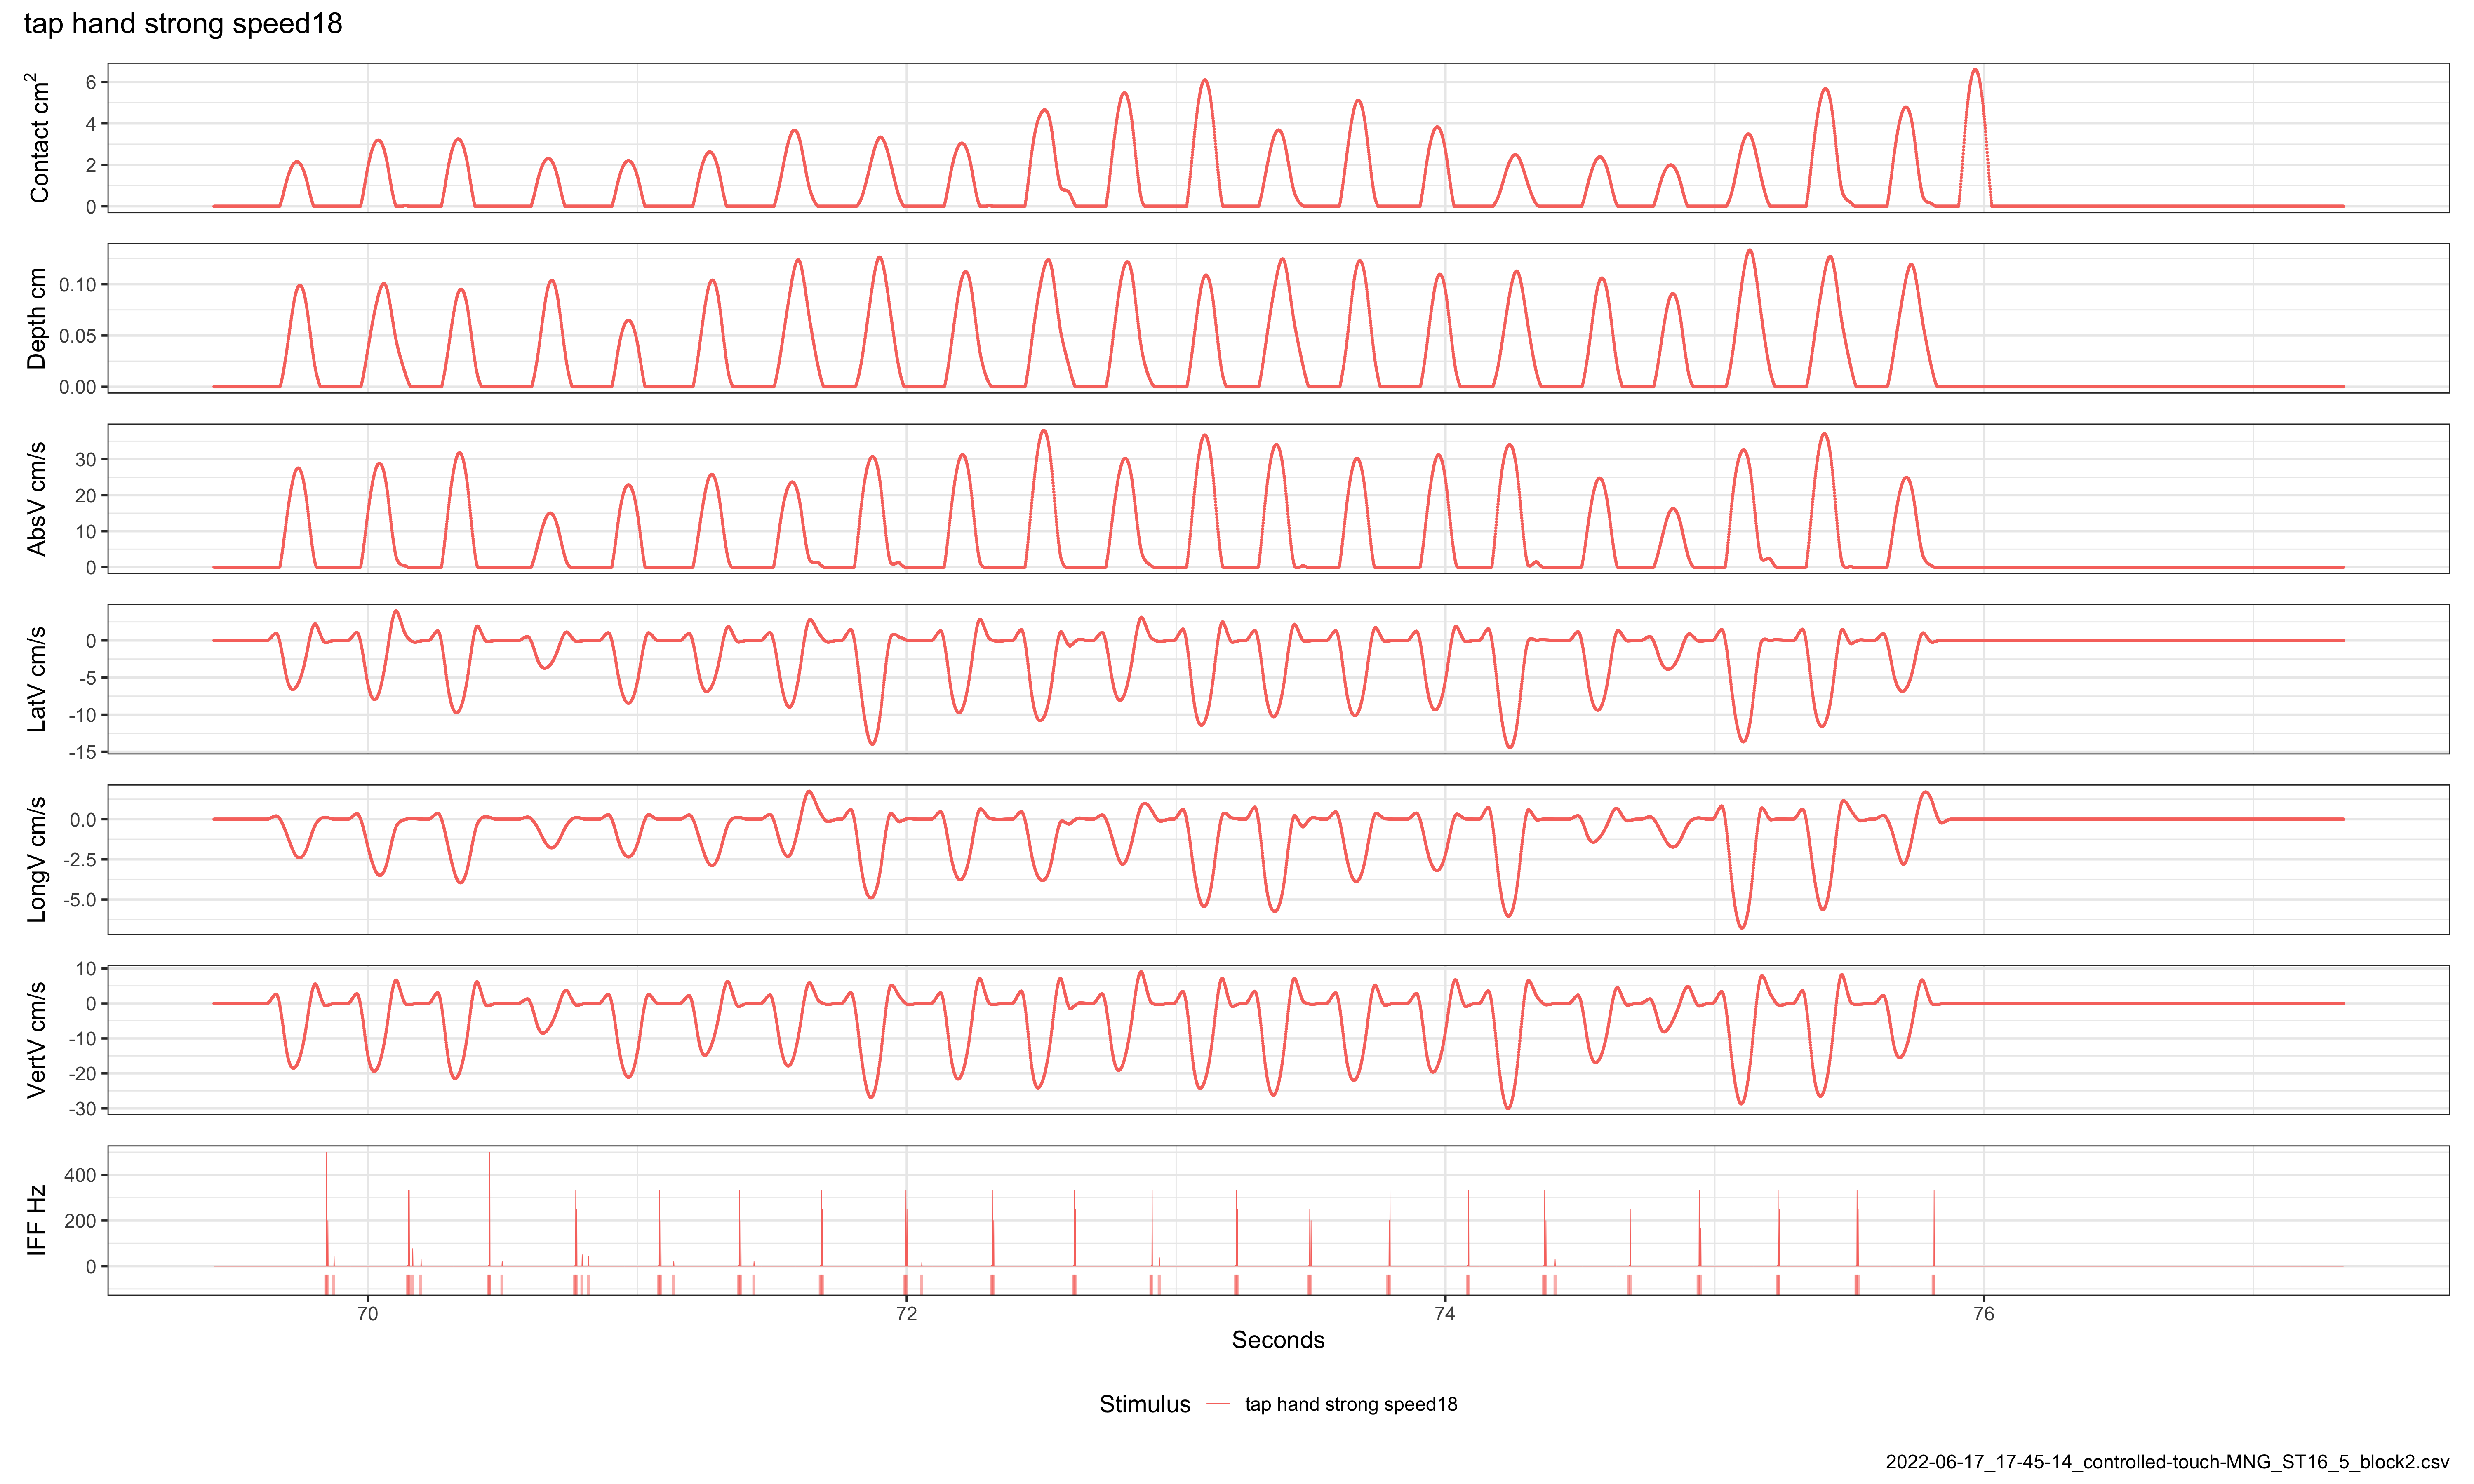 tap hand strong speed18
Contact cm²
6
4
2
0
Depth cm
0.10
0.05
0.00
AbsV cm/s
30
20
10
0
LatV cm/s
0
-5
-10
-15
LongV cm/s
0.0
-2.5
-5.0
VertV cm/s
10
0
-10
-20
-30
IFF Hz
400
200
0
70 72 74 76
Seconds
Stimulus tap hand strong speed18
2022-06-17_17-45-14_controlled-touch-MNG_ST16_5_block2.csv